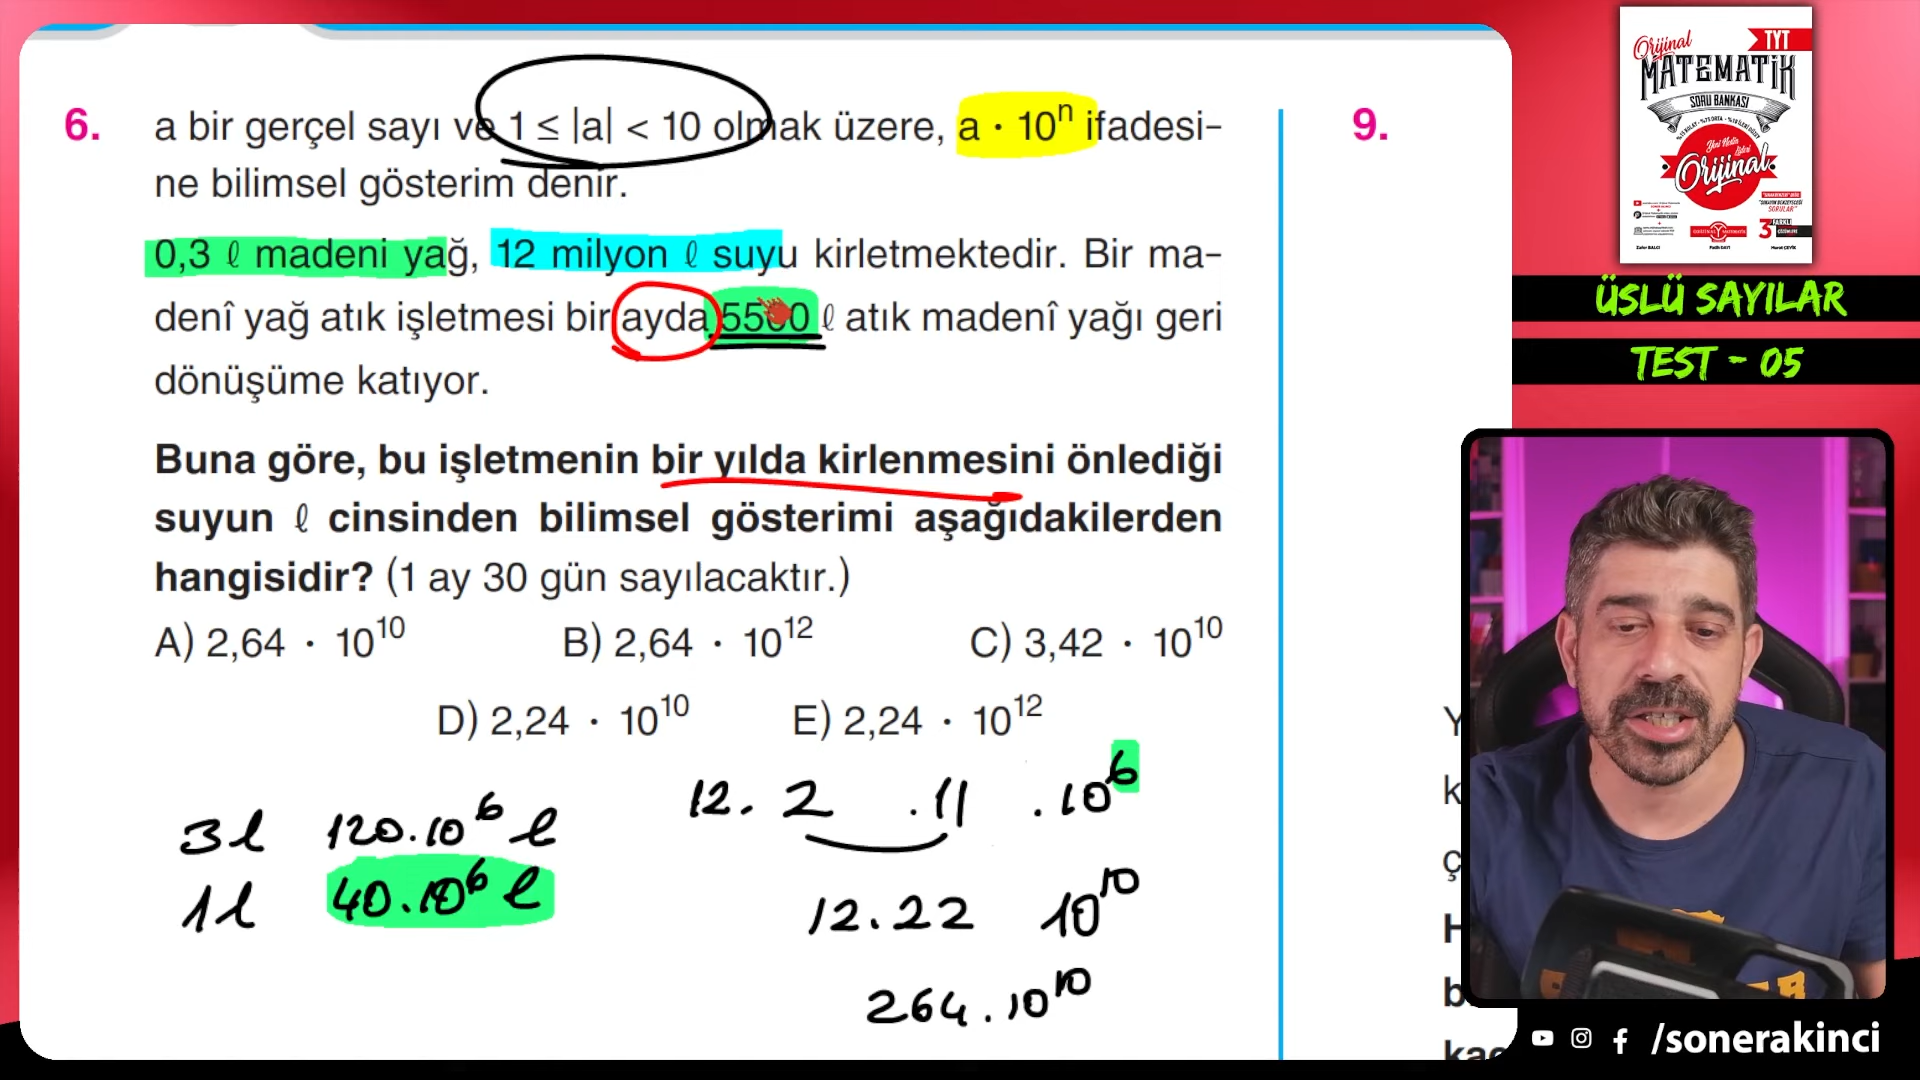 6.
a bir gerçel sayı ve 1 ≤ |a| < 10 olmak üzere, a · 10ⁿ ifadesi-
ne bilimsel gösterim denir.
0,3 ℓ madeni yağ, 12 milyon ℓ suyu kirletmektedir. Bir ma-
denî yağ atık işletmesi bir ayda 5500 ℓ atık madenî yağı geri
dönüşüme katıyor.
Buna göre, bu işletmenin bir yılda kirlenmesini önlediği
suyun ℓ cinsinden bilimsel gösterimi aşağıdakilerden
hangisidir? (1 ay 30 gün sayılacaktır.)
A) 2,64 · 10¹⁰ B) 2,64 · 10¹² C) 3,42 · 10¹⁰
D) 2,24 · 10¹⁰ E) 2,24 · 10¹²
3l 120.10⁶ l
1l 40.10⁶ l
12. 2 .11 .10⁶
12.22 10¹⁰
264.10¹⁰
9.
Y
k
ç
H
b
Orijinal
TYT
MATEMATİK
SORU BANKASI
Orijinal
ÜSLÜ SAYILAR
TEST - 05
/sonerakinci